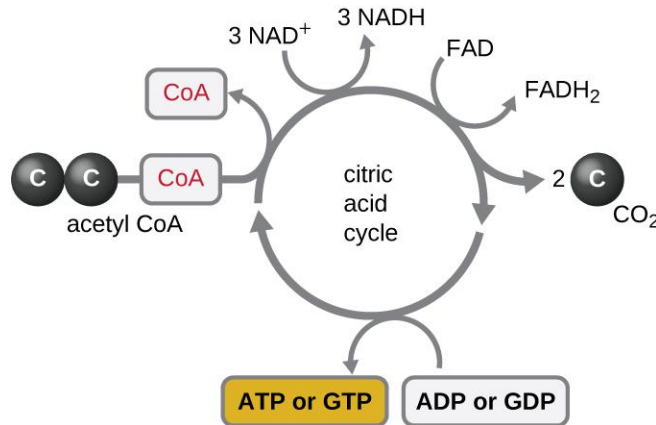 3 NAD⁺
3 NADH
FAD
FADH₂
CoA
C
C
CoA
acetyl CoA
citric
acid
cycle
2
C
CO₂
ATP or GTP
ADP or GDP